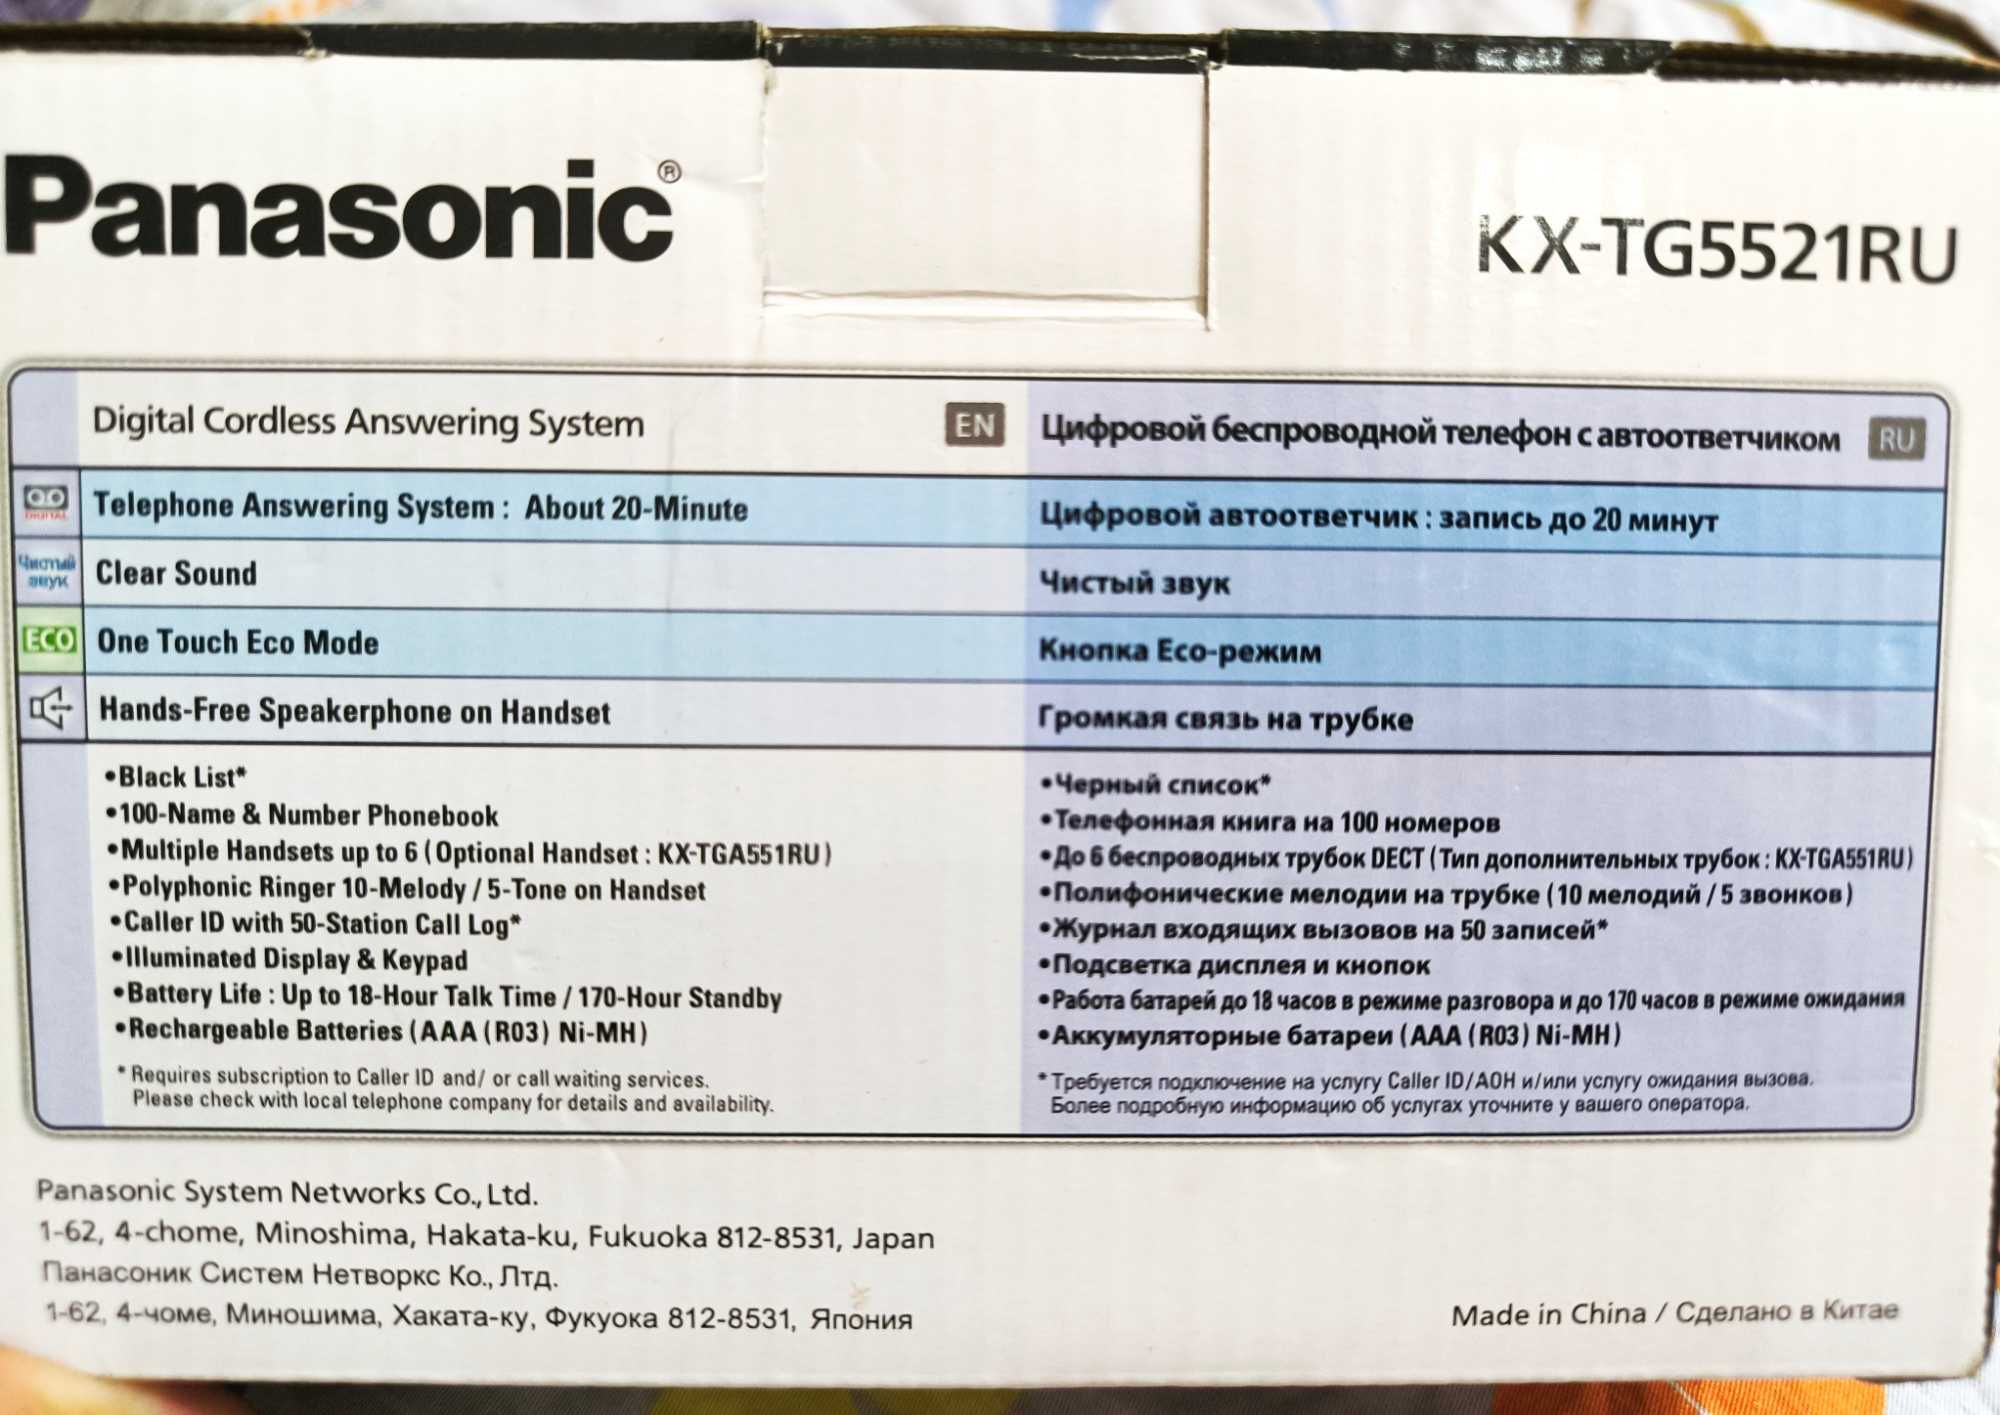 Panasonic®
KX-TG5521RU
Digital Cordless Answering System EN
Цифровой беспроводной телефон с автоответчиком RU
DIGITAL
Telephone Answering System : About 20-Minute
Цифровой автоответчик : запись до 20 минут
Чистый
звук
Clear Sound
Чистый звук
ECO
One Touch Eco Mode
Кнопка Eco-режим
Hands-Free Speakerphone on Handset
Громкая связь на трубке
•Black List*
•100-Name & Number Phonebook
•Multiple Handsets up to 6 (Optional Handset : KX-TGA551RU)
•Polyphonic Ringer 10-Melody / 5-Tone on Handset
•Caller ID with 50-Station Call Log*
•Illuminated Display & Keypad
•Battery Life : Up to 18-Hour Talk Time / 170-Hour Standby
•Rechargeable Batteries (AAA (R03) Ni-MH)
* Requires subscription to Caller ID and/ or call waiting services.
Please check with local telephone company for details and availability.
•Черный список*
•Телефонная книга на 100 номеров
•До 6 беспроводных трубок DECT (Тип дополнительных трубок : KX-TGA551RU)
•Полифонические мелодии на трубке (10 мелодий / 5 звонков)
•Журнал входящих вызовов на 50 записей*
•Подсветка дисплея и кнопок
•Работа батарей до 18 часов в режиме разговора и до 170 часов в режиме ожидания
•Аккумуляторные батареи (AAA (R03) Ni-MH)
* Требуется подключение на услугу Caller ID/АОН и/или услугу ожидания вызова.
Более подробную информацию об услугах уточните у вашего оператора.
Panasonic System Networks Co., Ltd.
1-62, 4-chome, Minoshima, Hakata-ku, Fukuoka 812-8531, Japan
Панасоник Систем Нетворкс Ко., Лтд.
1-62, 4-чоме, Миношима, Хаката-ку, Фукуока 812-8531, Япония
Made in China / Сделано в Китае